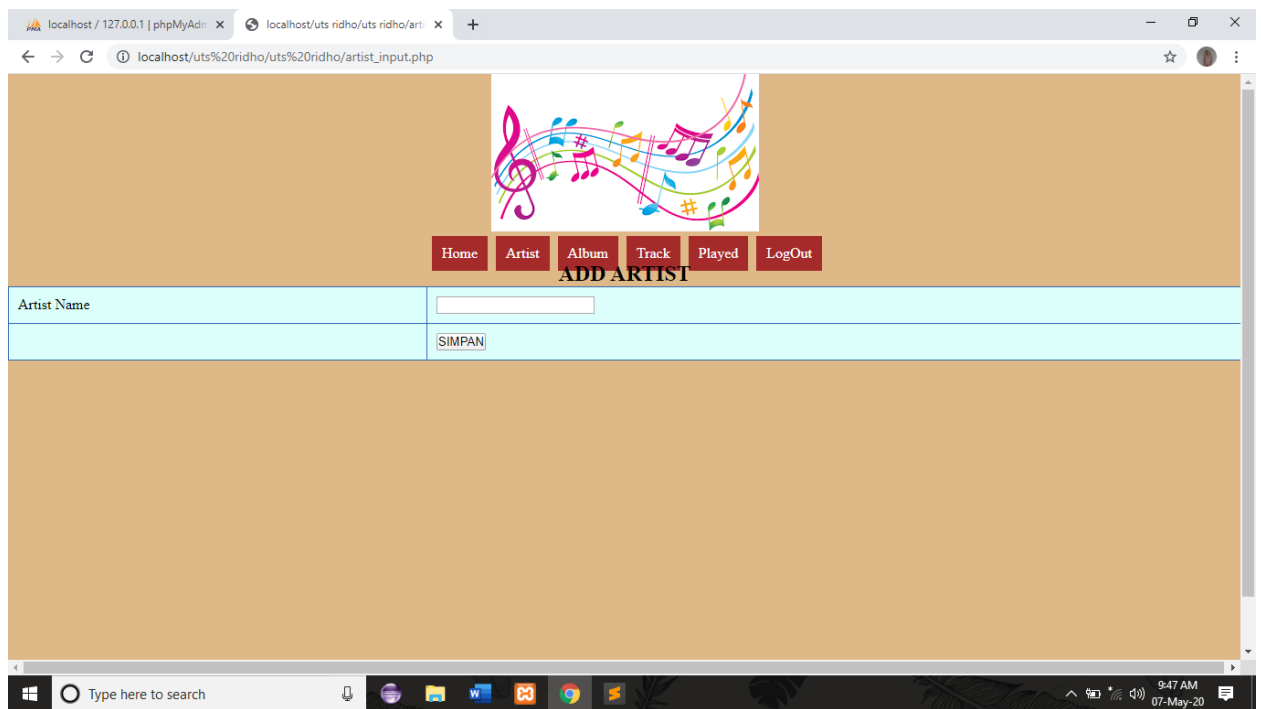 localhost / 127.0.0.1 | phpMyAdm
localhost/uts ridho/uts ridho/arti
localhost/uts%20ridho/uts%20ridho/artist_input.php
Home Artist Album Track Played LogOut
ADD ARTIST
Artist Name
SIMPAN
Type here to search
9:47 AM
07-May-20